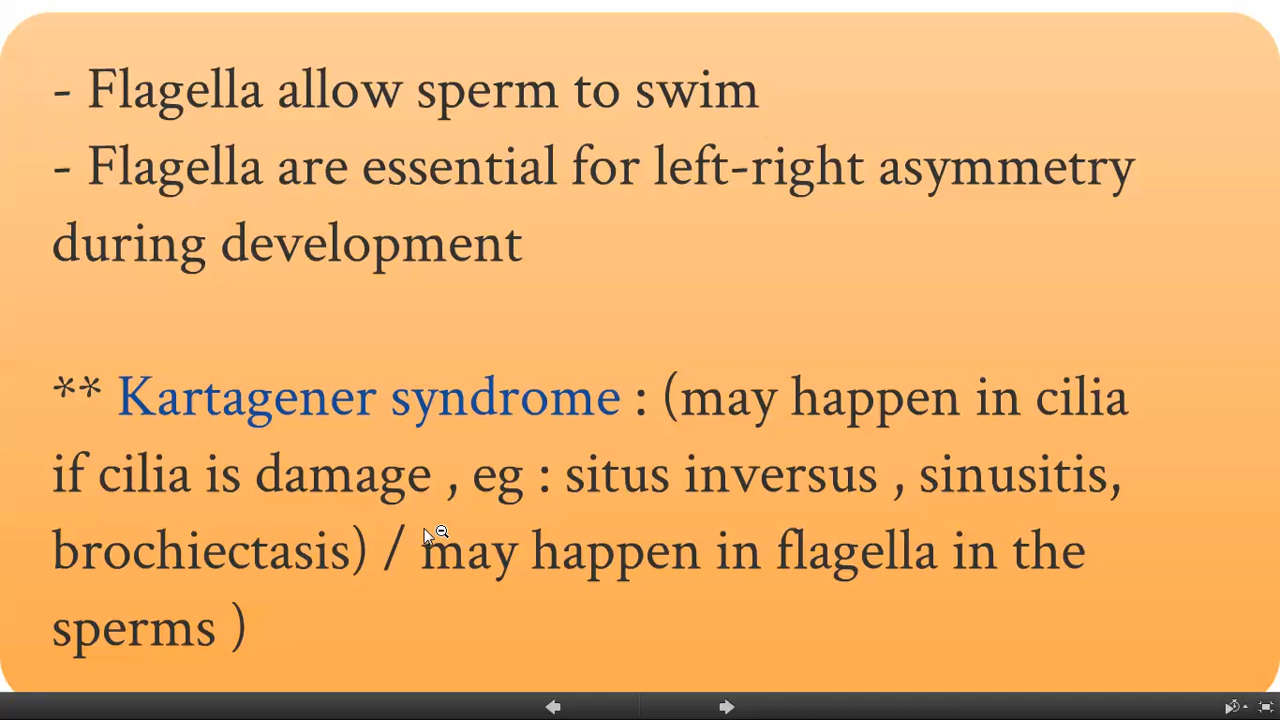 - Flagella allow sperm to swim
- Flagella are essential for left-right asymmetry
during development
** Kartagener syndrome : (may happen in cilia
if cilia is damage , eg : situs inversus , sinusitis,
brochiectasis) / may happen in flagella in the
sperms )